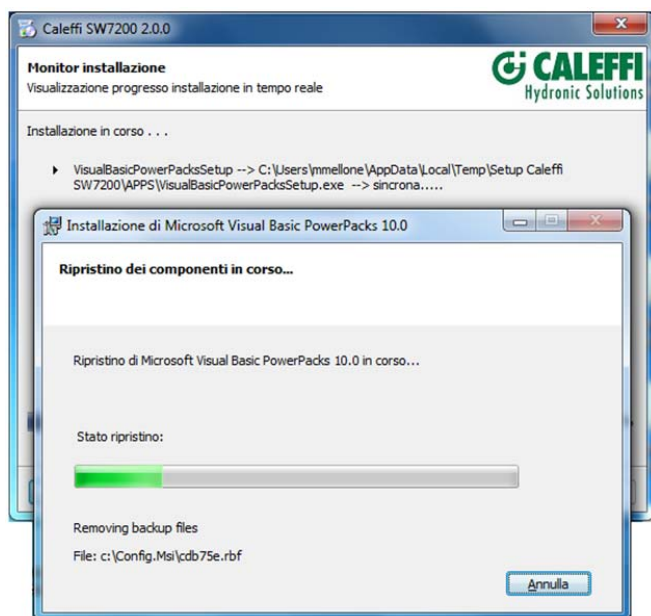 Caleffi SW7200 2.0.0
Monitor installazione
Visualizzazione progresso installazione in tempo reale
CALEFFI
Hydronic Solutions
Installazione in corso . . .
VisualBasicPowerPacksSetup --> C:\Users\mmellone\AppData\Local\Temp\Setup Caleffi
SW7200\APPS\VisualBasicPowerPacksSetup.exe --> sincrona.....
Installazione di Microsoft Visual Basic PowerPacks 10.0
Ripristino dei componenti in corso...
Ripristino di Microsoft Visual Basic PowerPacks 10.0 in corso...
Stato ripristino:
Removing backup files
File: c:\Config.Msi\cdb75e.rbf
Annulla